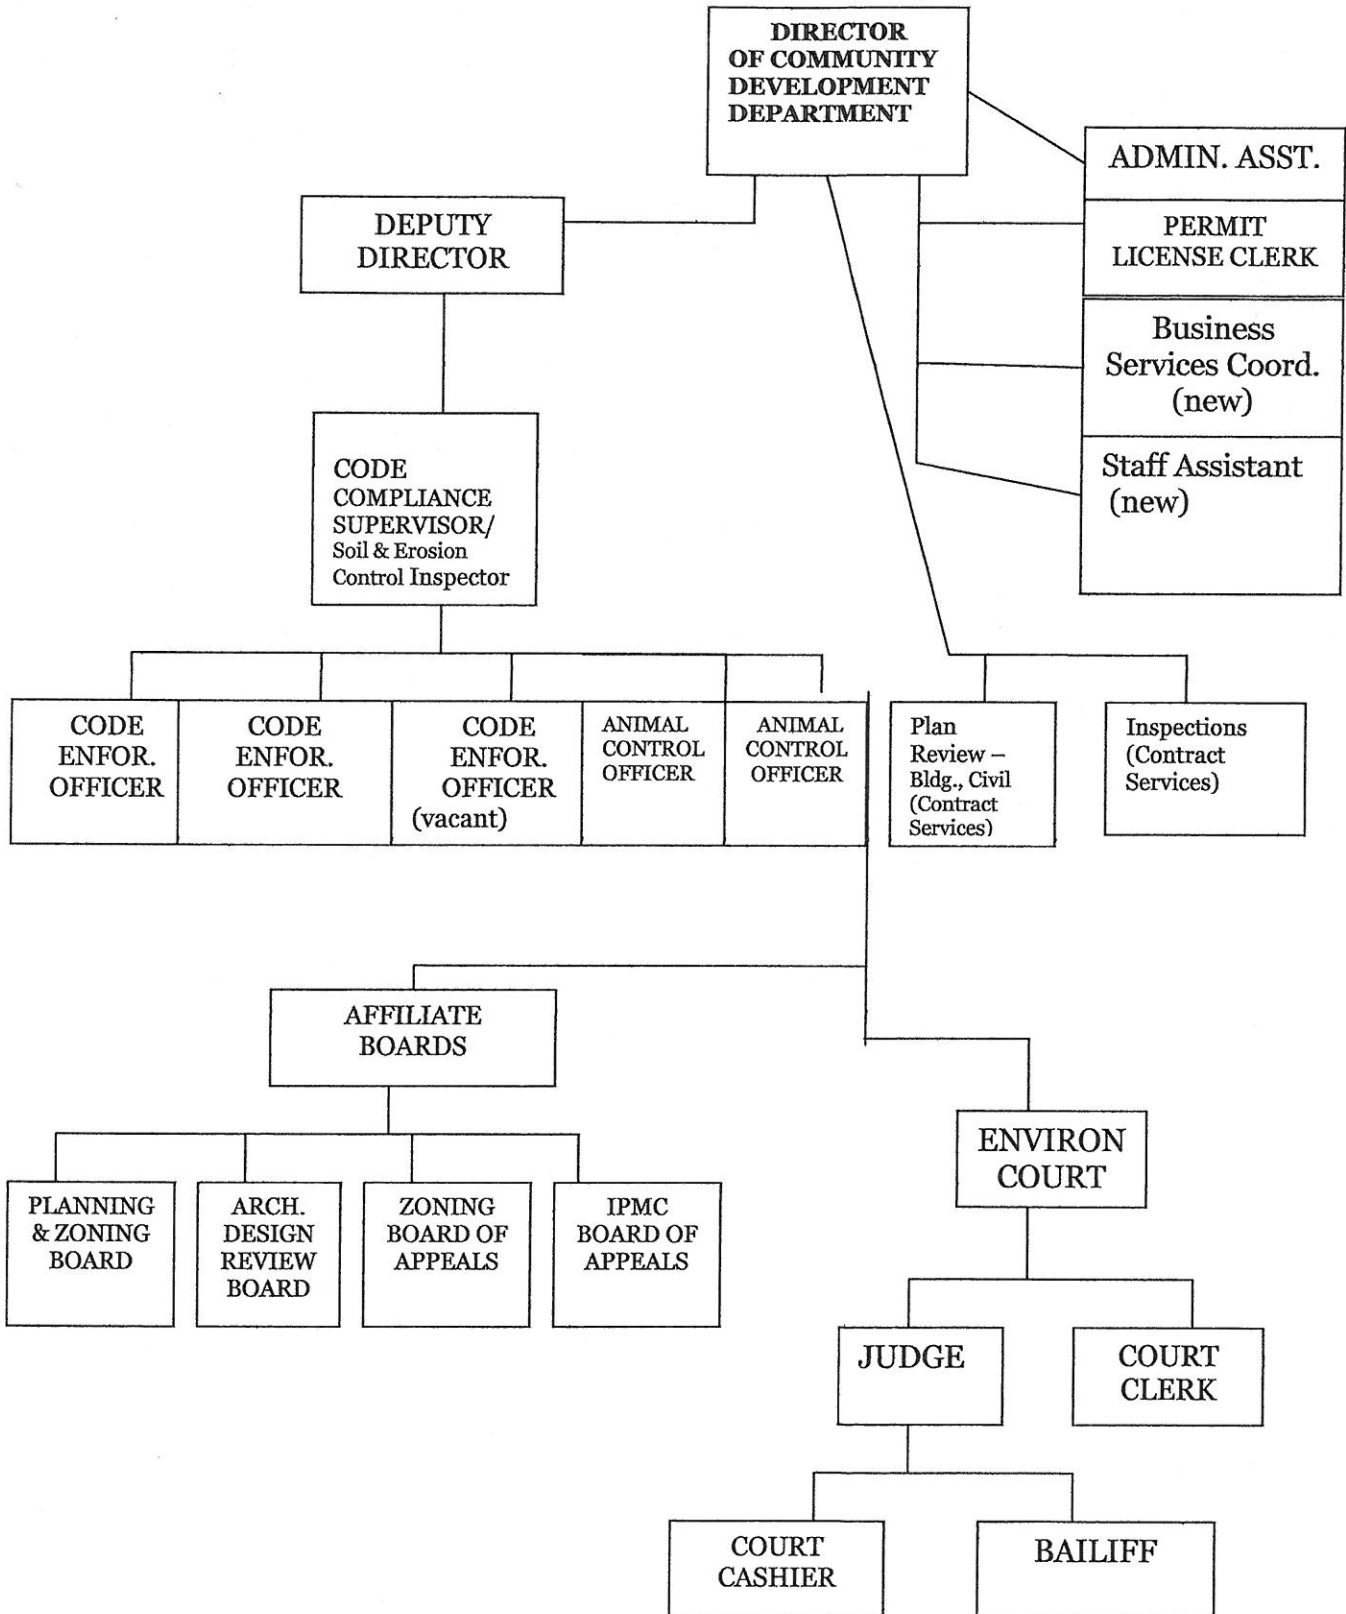 DIRECTOR
OF COMMUNITY
DEVELOPMENT
DEPARTMENT
ADMIN. ASST.
PERMIT
LICENSE CLERK
Business
Services Coord.
(new)
Staff Assistant
(new)
DEPUTY
DIRECTOR
CODE
COMPLIANCE
SUPERVISOR/
Soil & Erosion
Control Inspector
CODE
ENFOR.
OFFICER
CODE
ENFOR.
OFFICER
CODE
ENFOR.
OFFICER
(vacant)
ANIMAL
CONTROL
OFFICER
ANIMAL
CONTROL
OFFICER
Plan
Review –
Bldg., Civil
(Contract
Services)
Inspections
(Contract
Services)
AFFILIATE
BOARDS
PLANNING
& ZONING
BOARD
ARCH.
DESIGN
REVIEW
BOARD
ZONING
BOARD OF
APPEALS
IPMC
BOARD OF
APPEALS
ENVIRON
COURT
JUDGE
COURT
CLERK
COURT
CASHIER
BAILIFF